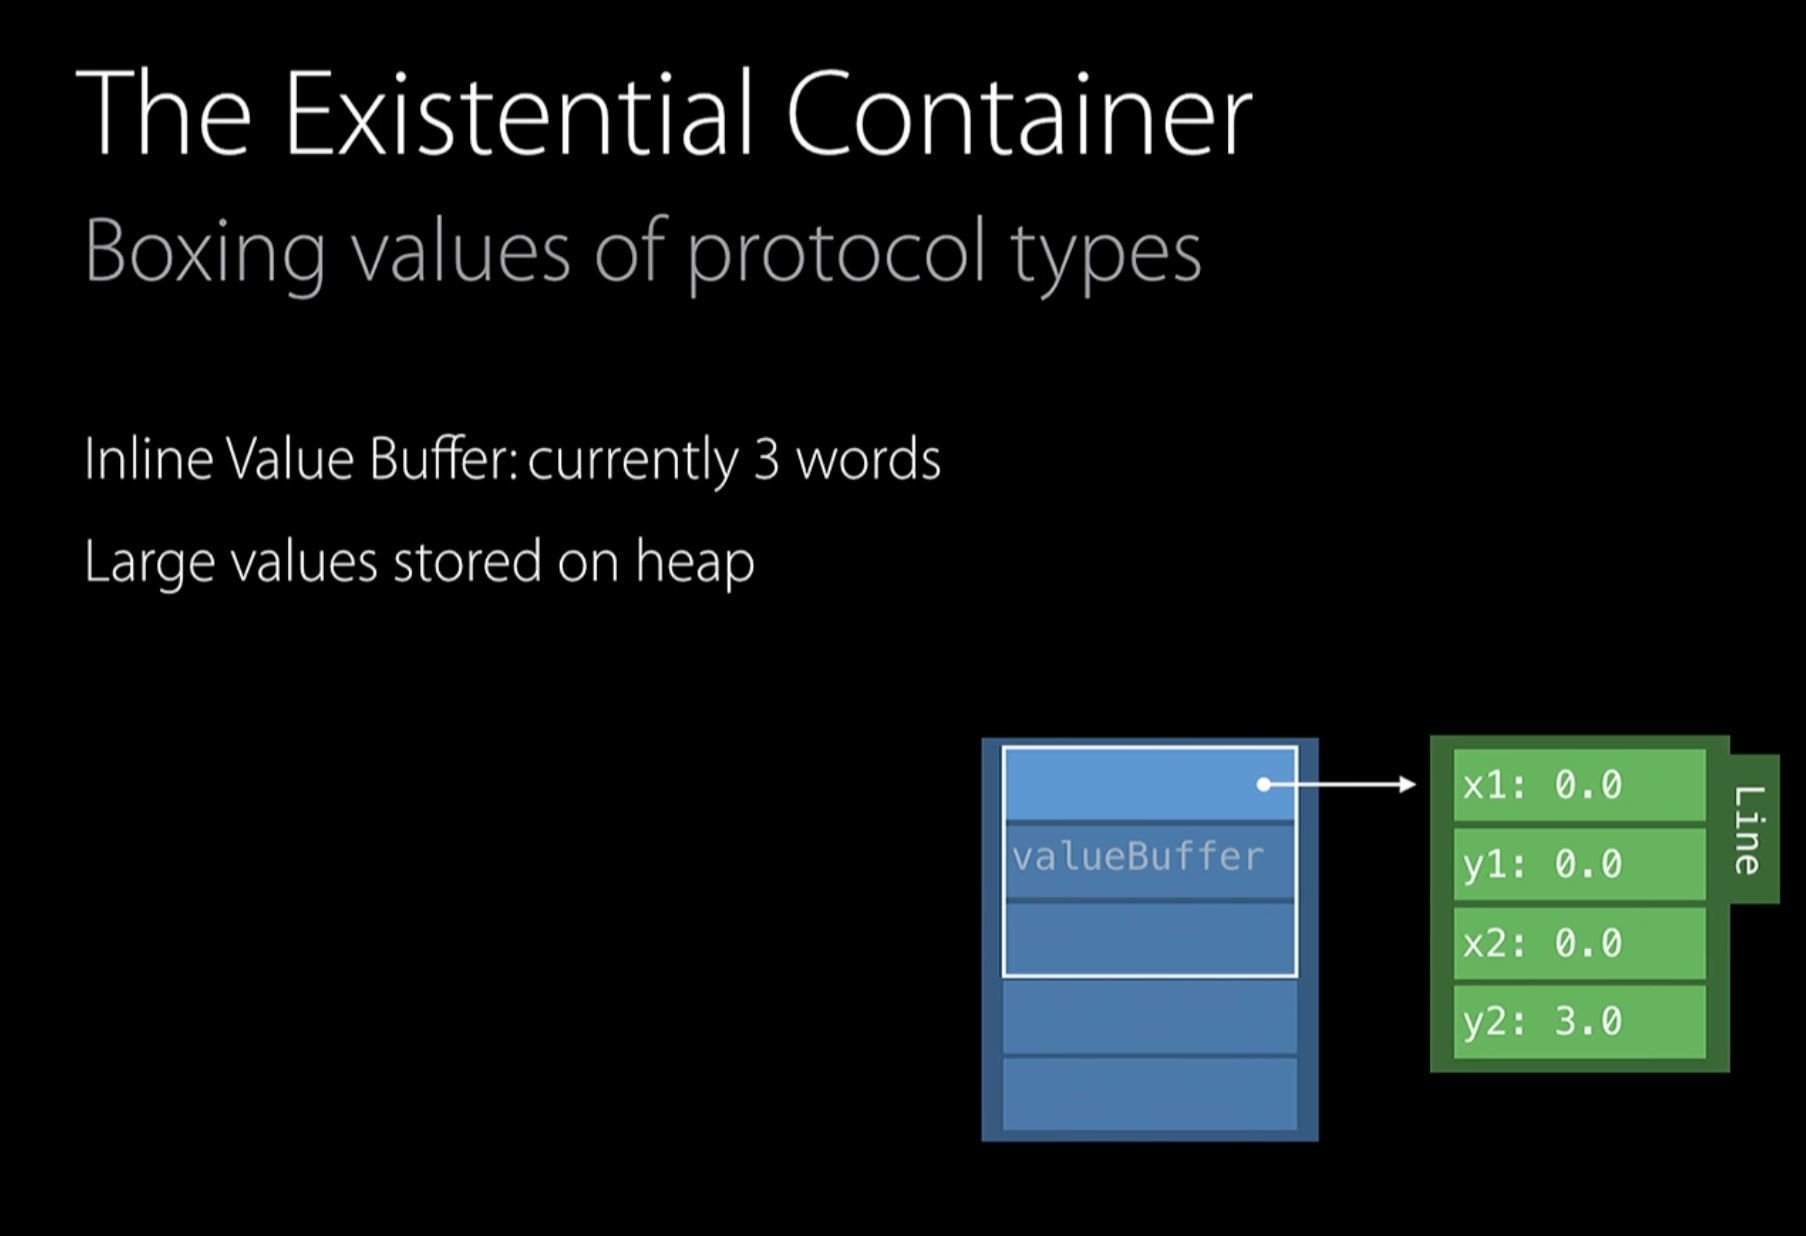 The Existential Container
Boxing values of protocol types
Inline Value Buffer: currently 3 words
Large values stored on heap
valueBuffer
x1: 0.0
y1: 0.0
x2: 0.0
y2: 3.0
Line